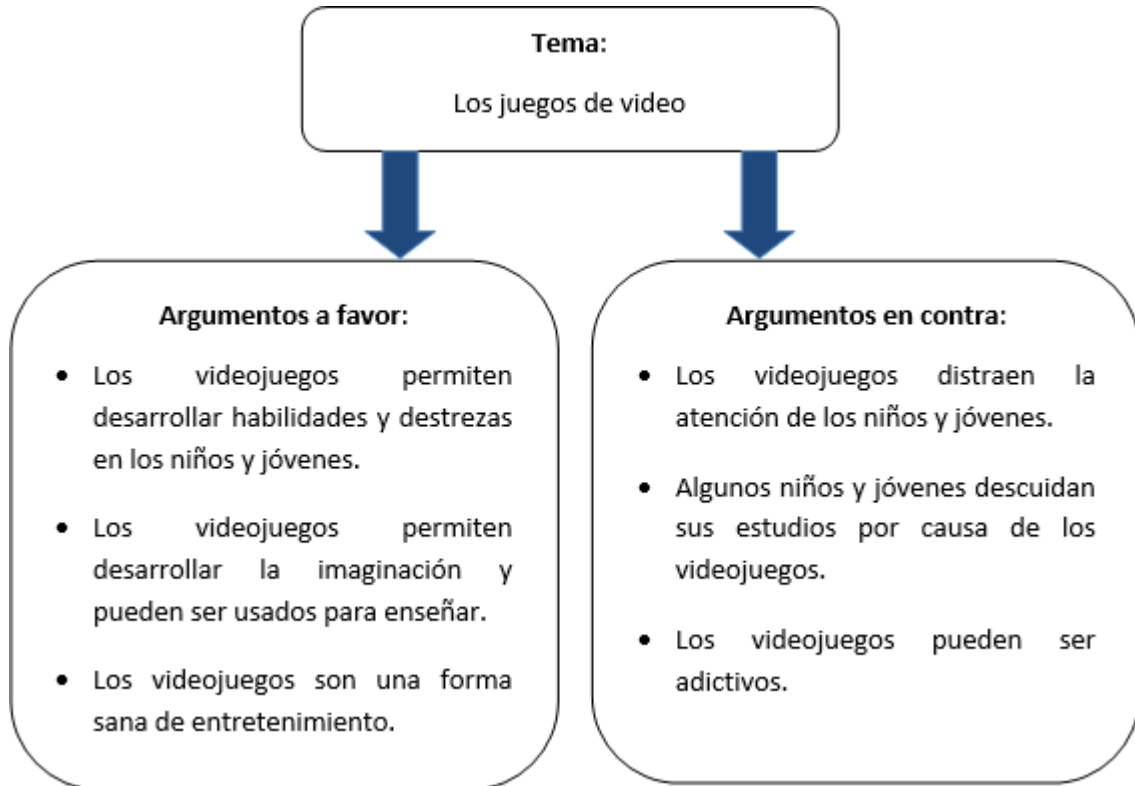 Tema:
Los juegos de video
Argumentos a favor:
• Los videojuegos permiten
desarrollar habilidades y destrezas
en los niños y jóvenes.
• Los videojuegos permiten
desarrollar la imaginación y
pueden ser usados para enseñar.
• Los videojuegos son una forma
sana de entretenimiento.
Argumentos en contra:
• Los videojuegos distraen la
atención de los niños y jóvenes.
• Algunos niños y jóvenes descuidan
sus estudios por causa de los
videojuegos.
• Los videojuegos pueden ser
adictivos.